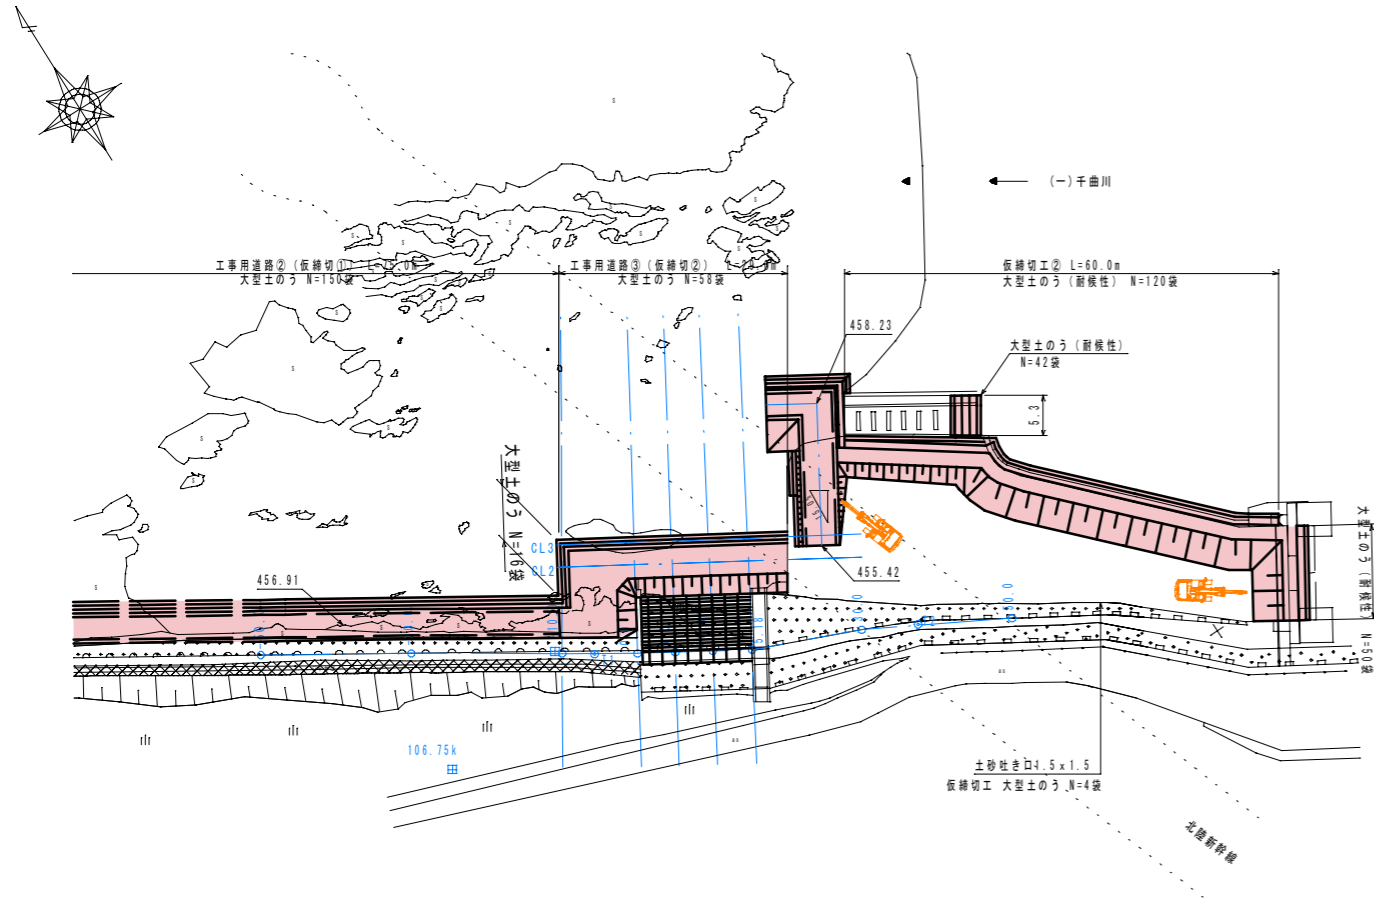 (一)千曲川
工事用道路②(仮締切①) L=75.0m
大型土のう N=150袋
工事用道路③(仮締切②)
大型土のう N=58袋
仮締切工② L=60.0m
大型土のう(耐候性) N=120袋
458.23
大型土のう(耐候性)
N=42袋
5.3
大型土のう N=16袋
CL3
CL2
456.91
455.42
大型土のう(耐候性) N=50袋
106.75k
土砂吐き口1.5x1.5
仮締切工 大型土のう N=4袋
北陸新幹線